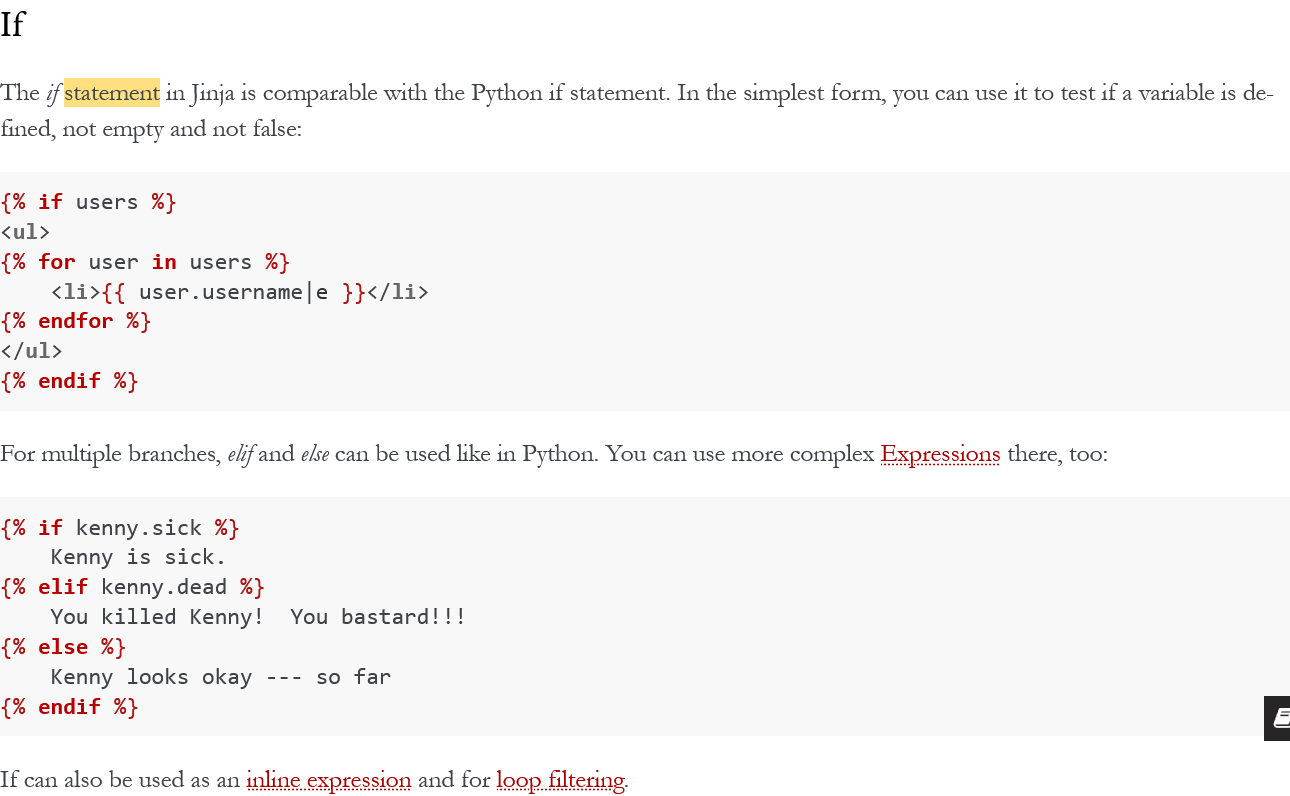 If
The if statement in Jinja is comparable with the Python if statement. In the simplest form, you can use it to test if a variable is de-
fined, not empty and not false:
{% if users %}
<ul>
{% for user in users %}
    <li>{{ user.username|e }}</li>
{% endfor %}
</ul>
{% endif %}
For multiple branches, elif and else can be used like in Python. You can use more complex Expressions there, too:
{% if kenny.sick %}
    Kenny is sick.
{% elif kenny.dead %}
    You killed Kenny!  You bastard!!!
{% else %}
    Kenny looks okay --- so far
{% endif %}
If can also be used as an inline expression and for loop filtering.